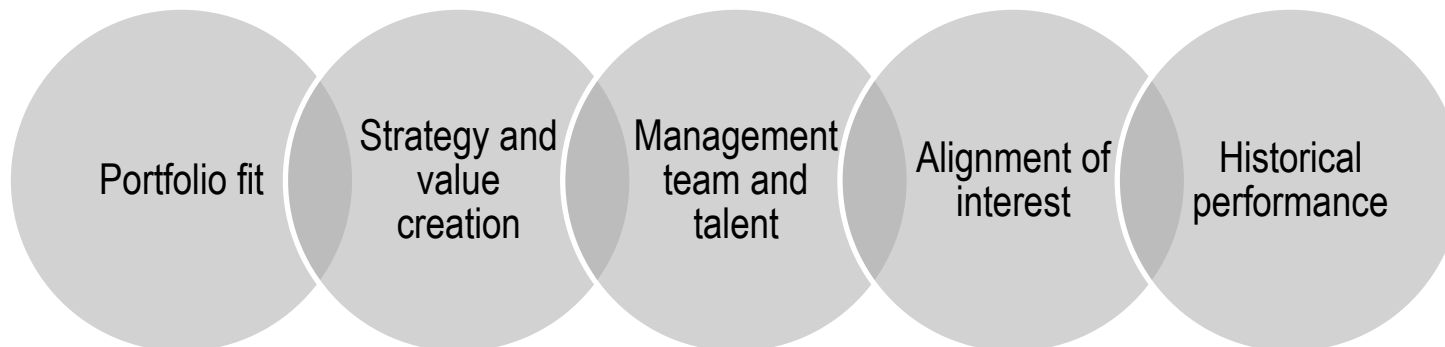 Portfolio fit
Strategy and
value
creation
Management
team and
talent
Alignment of
interest
Historical
performance